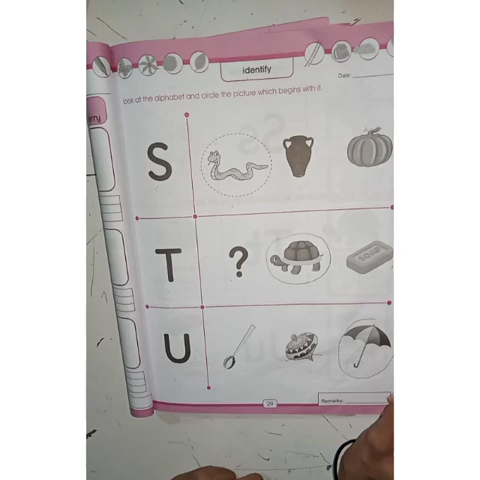 identify
Date:
ook at the alphabet and circle the picture which begins with it.
S
T
?
SOAP
U
29
Remarks: